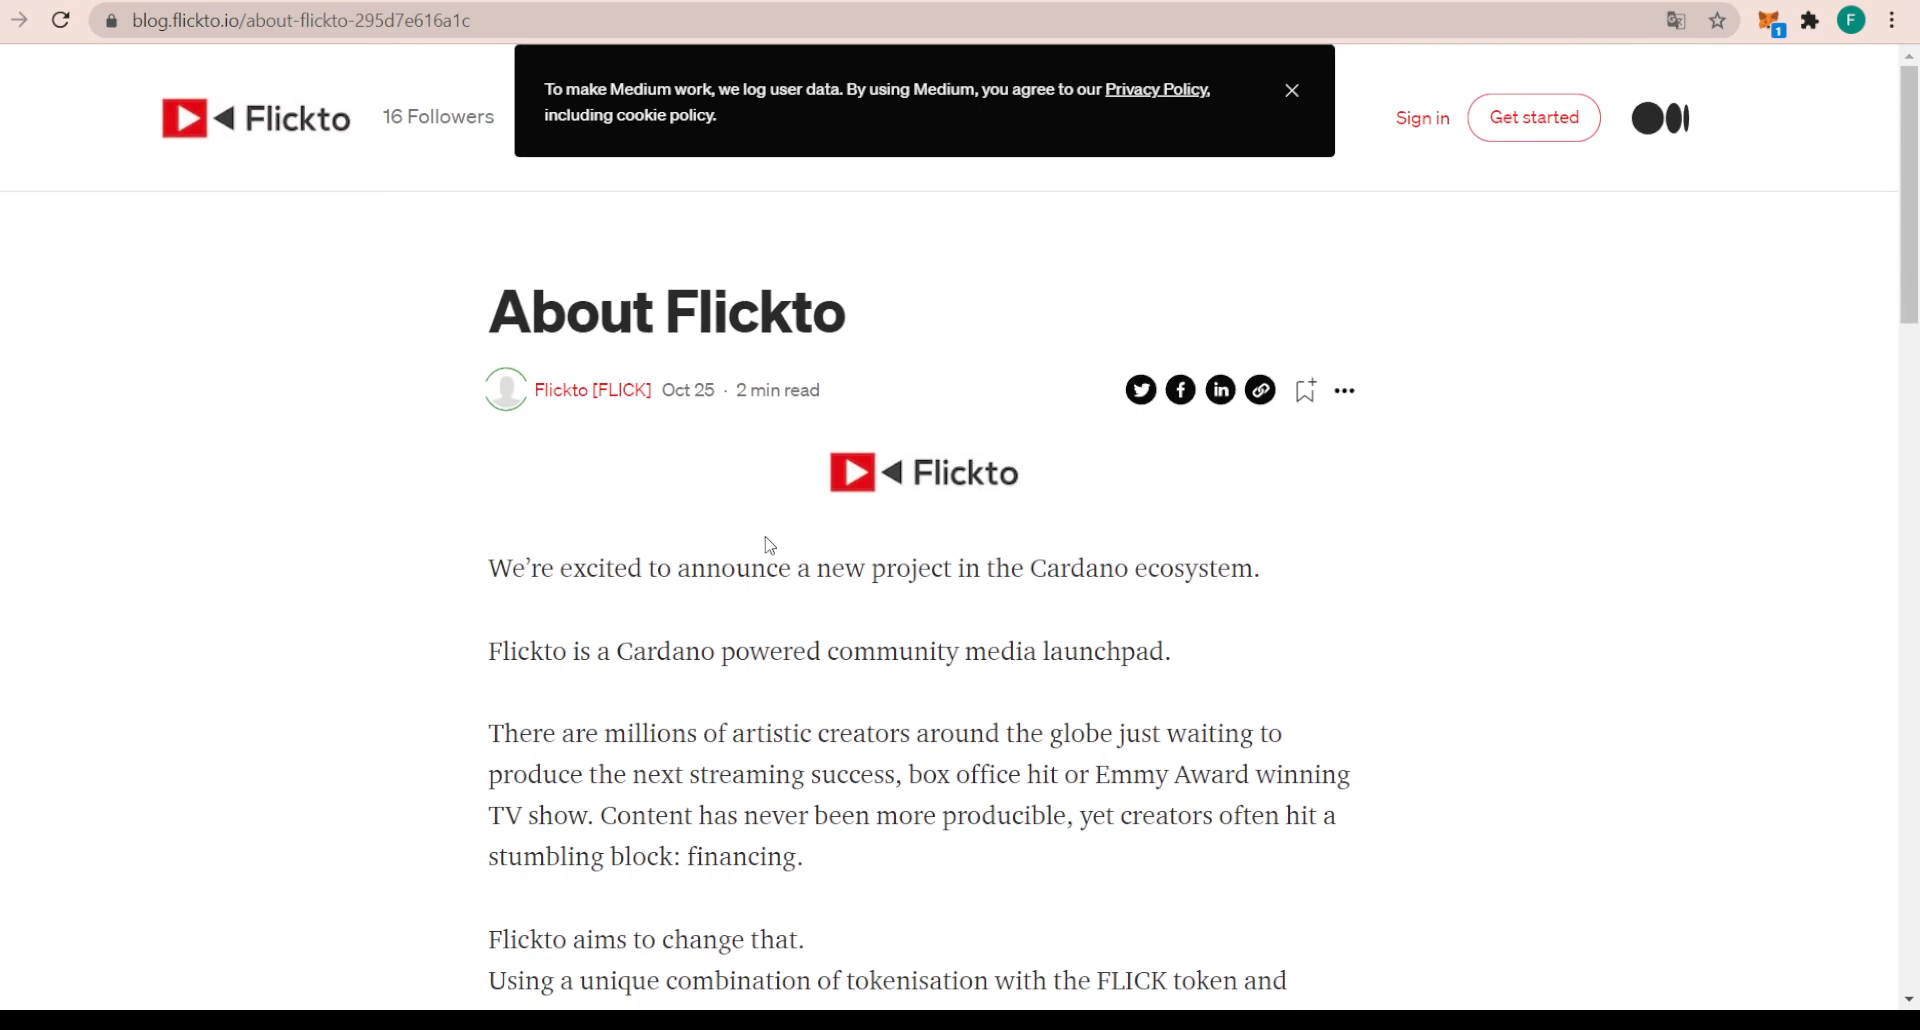 blog.flickto.io/about-flickto-295d7e616a1c
1
F
Flickto
16 Followers
To make Medium work, we log user data. By using Medium, you agree to our Privacy Policy,
including cookie policy.
Sign in
Get started
About Flickto
Flickto [FLICK] Oct 25 · 2 min read
Flickto
We’re excited to announce a new project in the Cardano ecosystem.
Flickto is a Cardano powered community media launchpad.
There are millions of artistic creators around the globe just waiting to
produce the next streaming success, box office hit or Emmy Award winning
TV show. Content has never been more producible, yet creators often hit a
stumbling block: financing.
Flickto aims to change that.
Using a unique combination of tokenisation with the FLICK token and